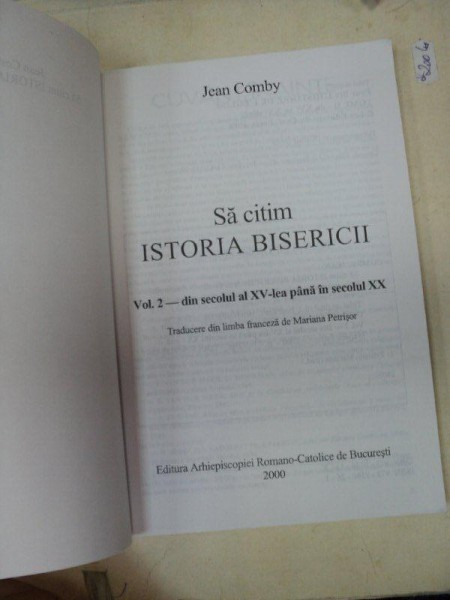 Jean Comby
Să citim
ISTORIA BISERICII
Vol. 2 — din secolul al XV-lea până în secolul XX
Traducere din limba franceză de Mariana Petrişor
Editura Arhiepiscopiei Romano-Catolice de Bucureşti
2000